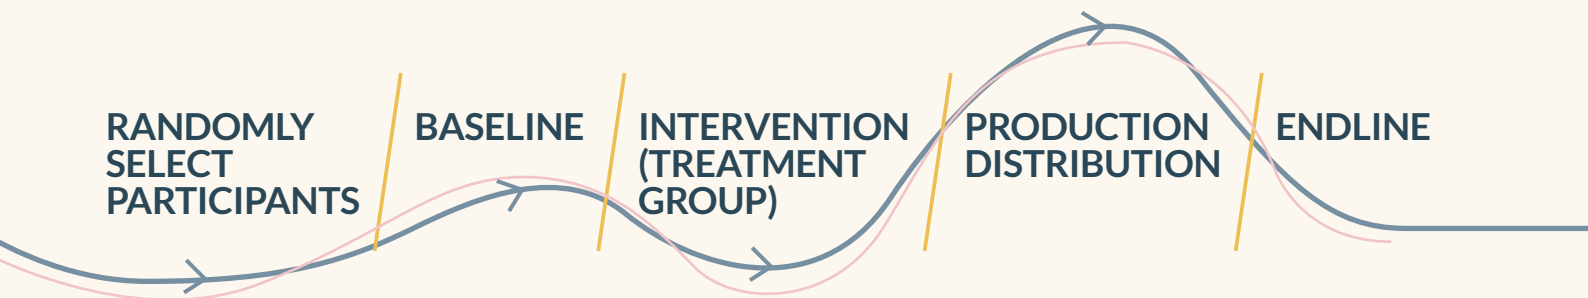 RANDOMLY
SELECT
PARTICIPANTS
BASELINE
INTERVENTION
(TREATMENT
GROUP)
PRODUCTION
DISTRIBUTION
ENDLINE